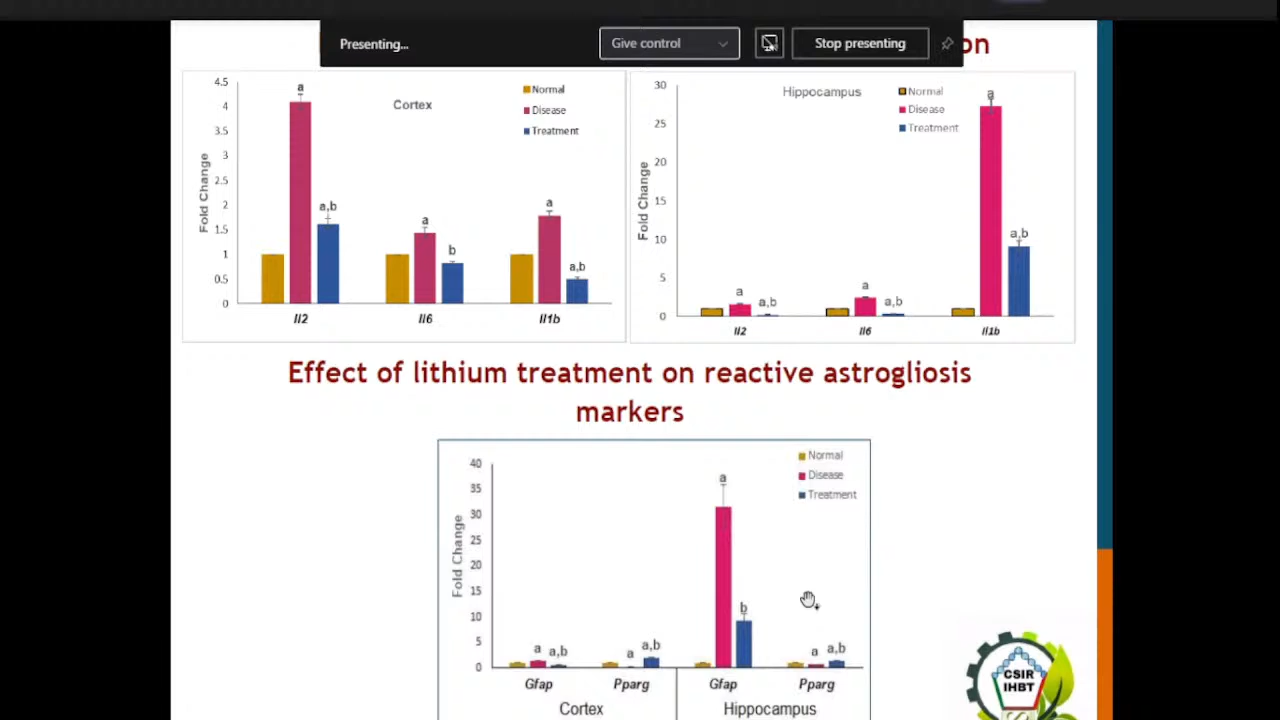 Presenting...
Give control
Stop presenting
on
4.5
4
3.5
3
2.5
2
1.5
1
0.5
0
Fold Change
Cortex
Normal
Disease
Treatment
a
a,b
a
b
a
a,b
Il2
Il6
Il1b
30
25
20
15
10
5
0
Fold Change
Hippocampus
Normal
Disease
Treatment
a
a,b
a
a,b
a
a,b
Il2
Il6
Il1b
Effect of lithium treatment on reactive astrogliosis
markers
40
35
30
25
20
15
10
5
0
Fold Change
Normal
Disease
Treatment
a
a,b
a
a,b
a
b
a
a,b
Gfap
Pparg
Gfap
Pparg
Cortex
Hippocampus
CSIR
IHBT